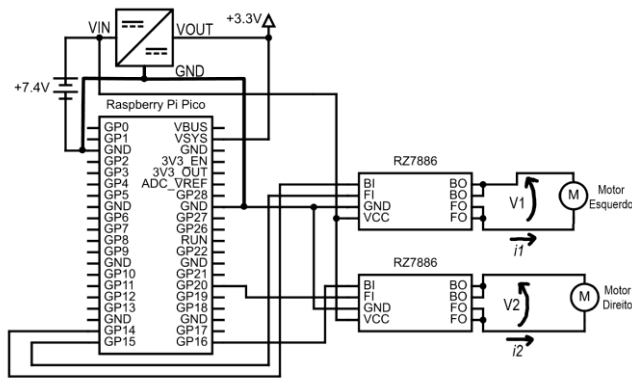 VIN
VOUT
+3.3V
GND
+7.4V
Raspberry Pi Pico
GP0 VBUS
GP1 VSYS
GND GND
GP2 3V3_EN
GP3 3V3_OUT
GP4 ADC_VREF
GP5 GP28
GND GND
GP6 GP27
GP7 GP26
GP8 RUN
GP9 GP22
GND GND
GP10 GP21
GP11 GP20
GP12 GP19
GP13 GP18
GND GND
GP14 GP17
GP15 GP16
RZ7886
BI BO
FI BO
GND FO
VCC FO
V1
i1
M
Motor
Esquerdo
RZ7886
BI BO
FI BO
GND FO
VCC FO
V2
i2
M
Motor
Direito